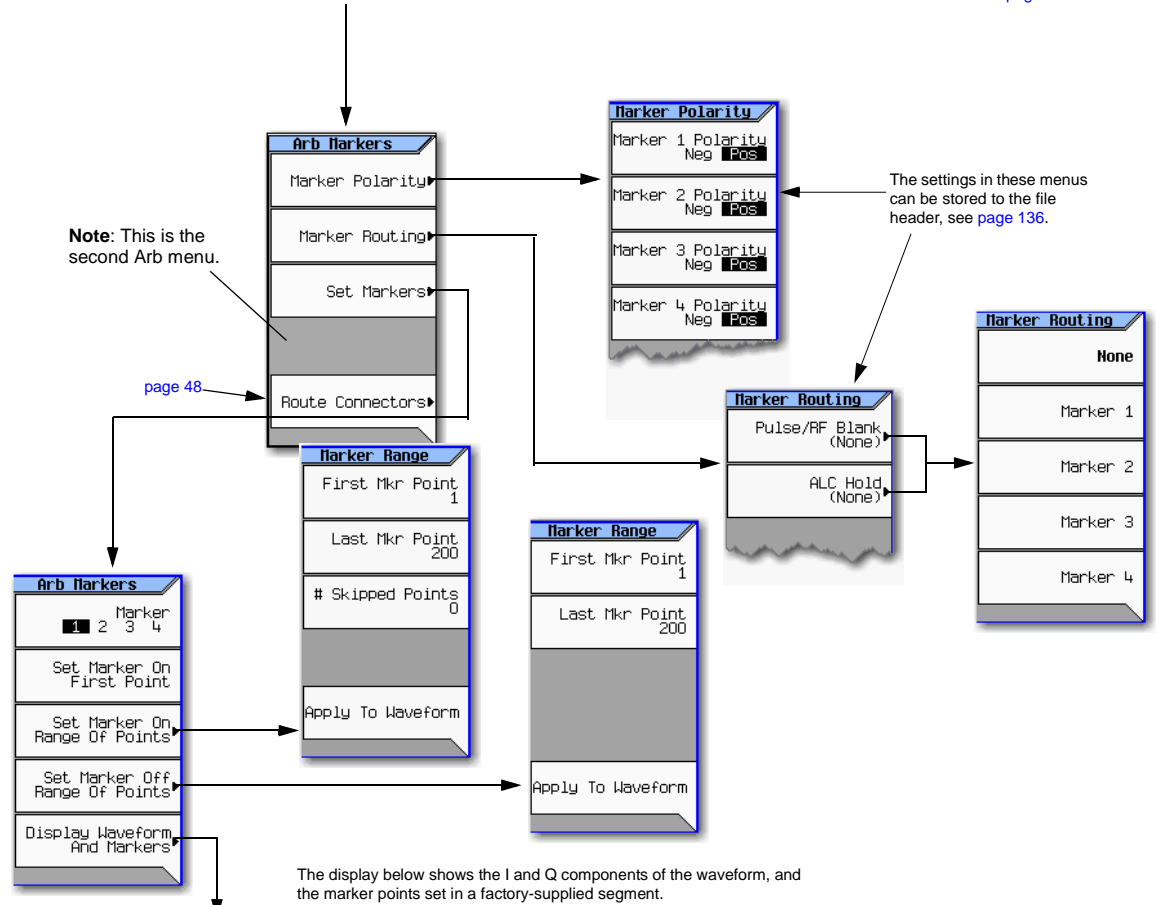 Arb Markers
Marker Polarity
Marker Routing
Set Markers
Route Connectors
Note: This is the
second Arb menu.
page 48
Marker Polarity
Marker 1 Polarity
Neg Pos
Marker 2 Polarity
Neg Pos
Marker 3 Polarity
Neg Pos
Marker 4 Polarity
Neg Pos
The settings in these menus
can be stored to the file
header, see page 136.
Marker Routing
Pulse/RF Blank
(None)
ALC Hold
(None)
Marker Routing
None
Marker 1
Marker 2
Marker 3
Marker 4
Marker Range
First Mkr Point
1
Last Mkr Point
200
# Skipped Points
0
Apply To Waveform
Marker Range
First Mkr Point
1
Last Mkr Point
200
Apply To Waveform
Arb Markers
Marker
1 2 3 4
Set Marker On
First Point
Set Marker On
Range Of Points
Set Marker Off
Range Of Points
Display Waveform
And Markers
The display below shows the I and Q components of the waveform, and
the marker points set in a factory-supplied segment.